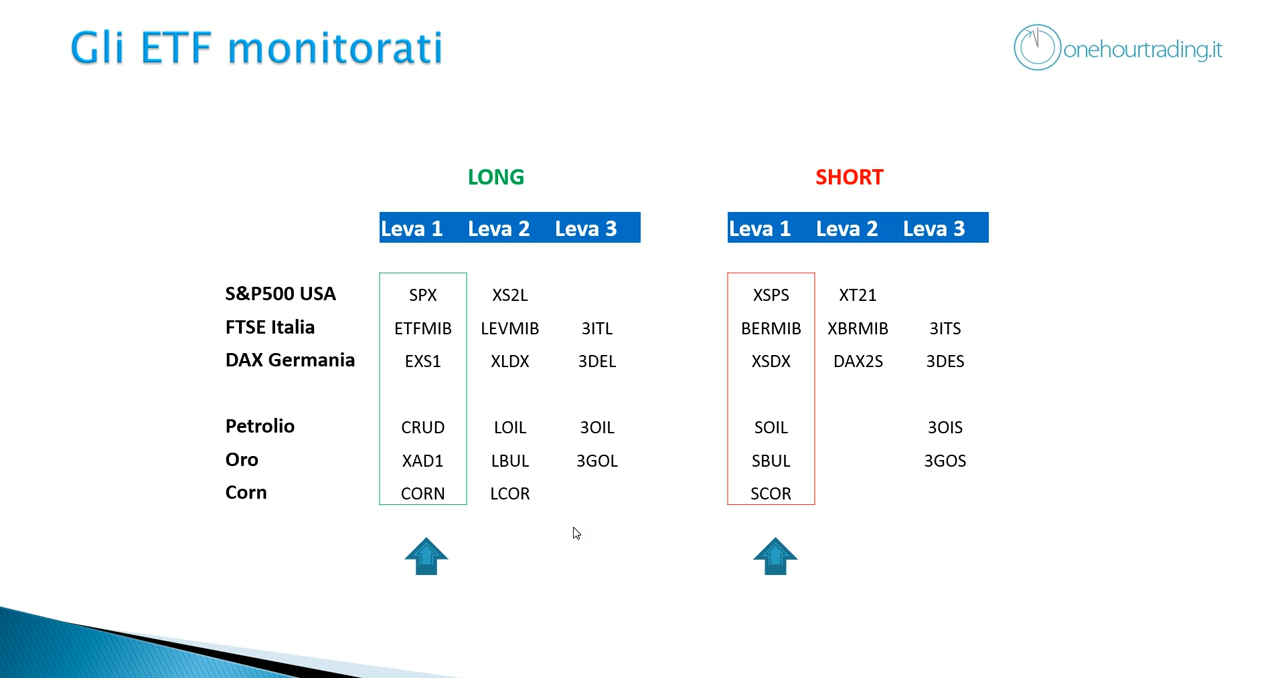 Gli ETF monitorati
onehourtrading.it
LONG SHORT
Leva 1 Leva 2 Leva 3 Leva 1 Leva 2 Leva 3
S&P500 USA SPX XS2L XSPS XT21
FTSE Italia ETFMIB LEVMIB 3ITL BERMIB XBRMIB 3ITS
DAX Germania EXS1 XLDX 3DEL XSDX DAX2S 3DES
Petrolio CRUD LOIL 3OIL SOIL 3OIS
Oro XAD1 LBUL 3GOL SBUL 3GOS
Corn CORN LCOR SCOR